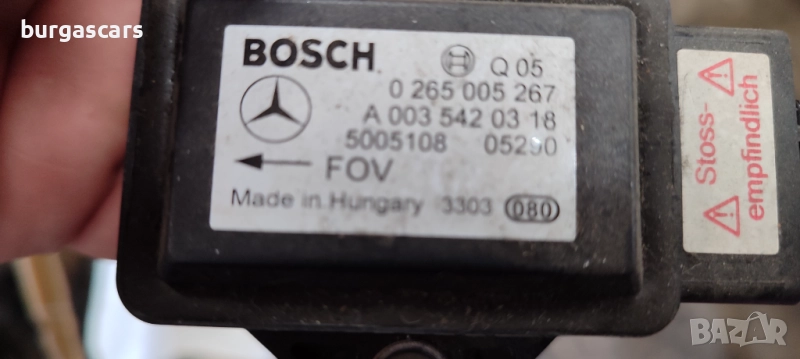 burgascars
BOSCH Q 05
0 265 005 267
A 003 542 03 18
5005108 05290
FOV
Made in Hungary 3303 080
Stoss-
empfindlich
BAZAR